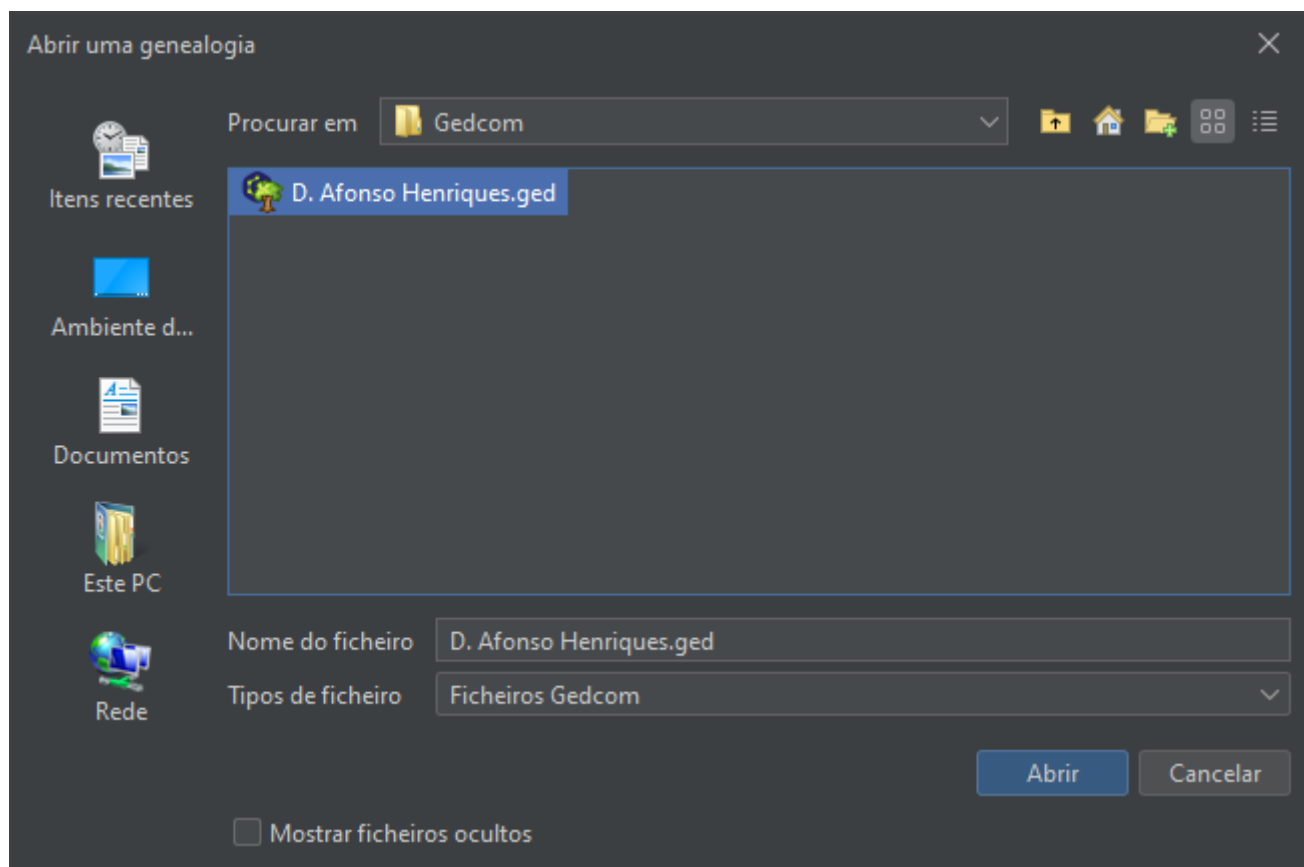 Abrir uma genealogia
Procurar em
Gedcom
Itens recentes
Ambiente d...
Documentos
Este PC
Rede
D. Afonso Henriques.ged
Nome do ficheiro
D. Afonso Henriques.ged
Tipos de ficheiro
Ficheiros Gedcom
Abrir
Cancelar
Mostrar ficheiros ocultos